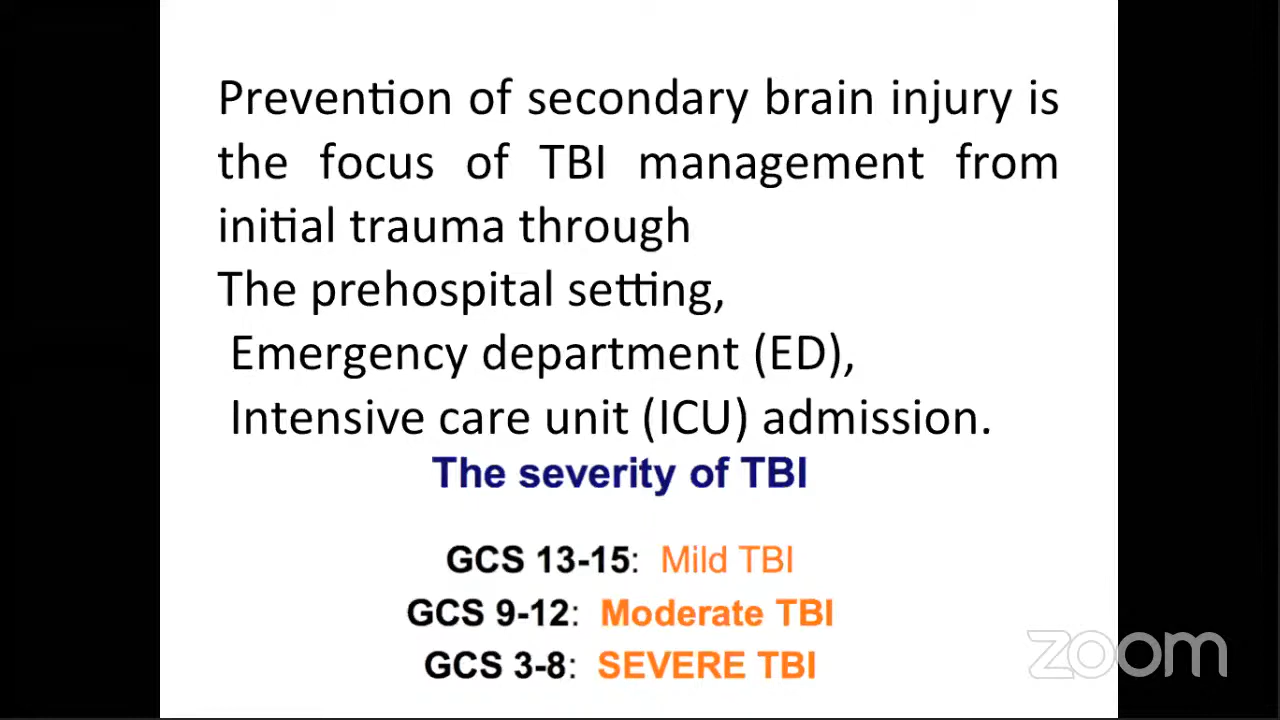 Prevention of secondary brain injury is
the focus of TBI management from
initial trauma through
The prehospital setting,
Emergency department (ED),
Intensive care unit (ICU) admission.
The severity of TBI
GCS 13-15: Mild TBI
GCS 9-12: Moderate TBI
GCS 3-8: SEVERE TBI
zoom